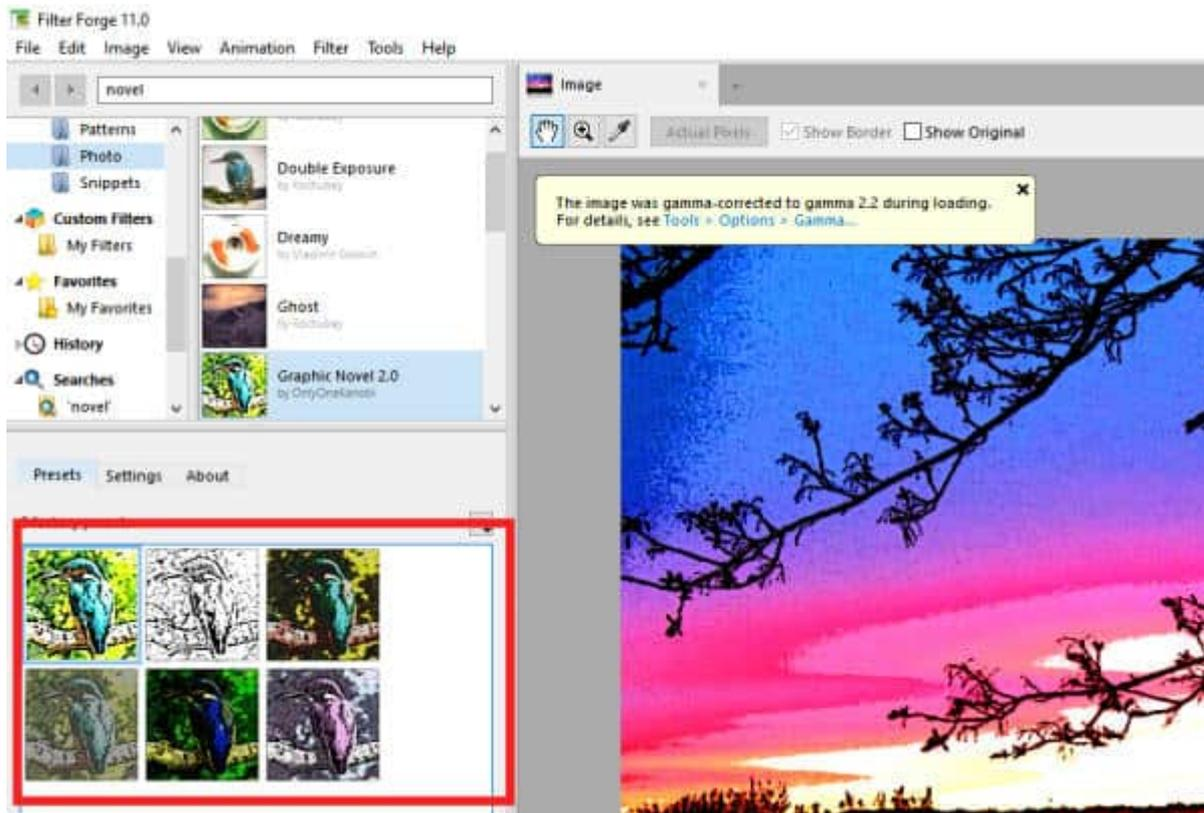 Filter Forge 11.0
File Edit Image View Animation Filter Tools Help
novel
Patterns
Photo
Snippets
Custom Filters
My Filters
Favorites
My Favorites
History
Searches
'novel'
Double Exposure
Dreamy
Ghost
Graphic Novel 2.0
by OnlyOneKenobi
Presets Settings About
Image
Actual Pixels Show Border Show Original
The image was gamma-corrected to gamma 2.2 during loading.
For details, see Tools > Options > Gamma...